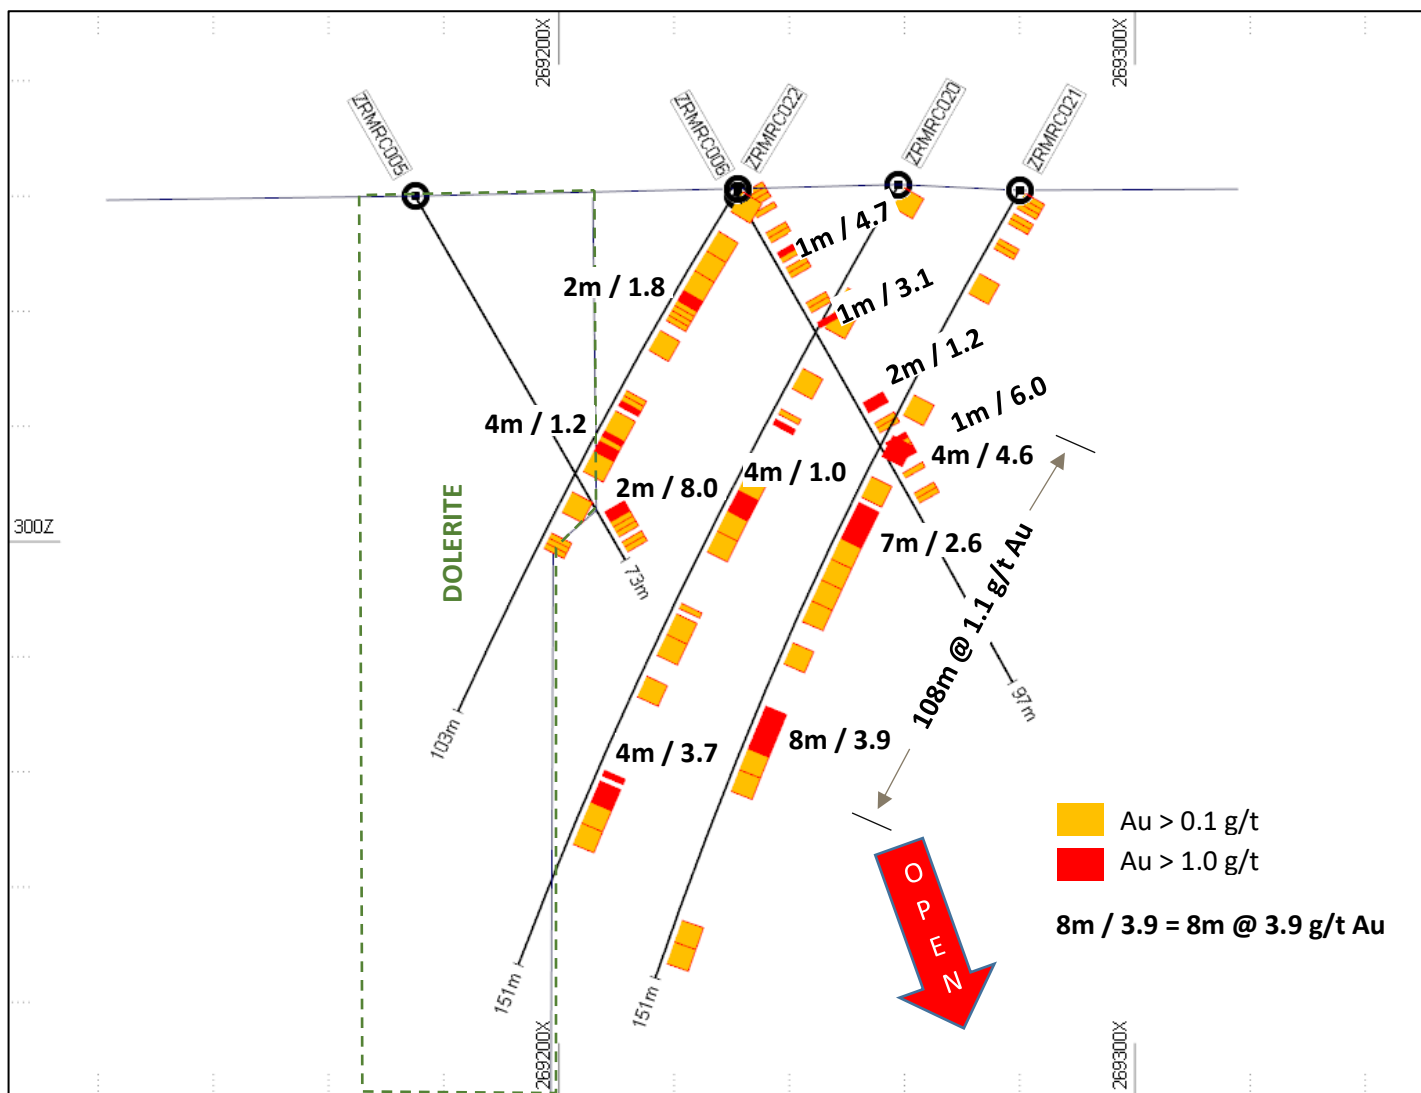 269200X
269300X
ZRMRC005
ZRMRC006
ZRMRC022
ZRMRC020
ZRMRC021
1m / 4.7
2m / 1.8
1m / 3.1
2m / 1.2
1m / 6.0
4m / 1.2
4m / 4.6
2m / 8.0
4m / 1.0
DOLERITE
300Z
7m / 2.6
73m
108m @ 1.1 g/t Au
97m
103m
8m / 3.9
4m / 3.7
Au > 0.1 g/t
Au > 1.0 g/t
OPEN
8m / 3.9 = 8m @ 3.9 g/t Au
151m
151m
269200X
269300X